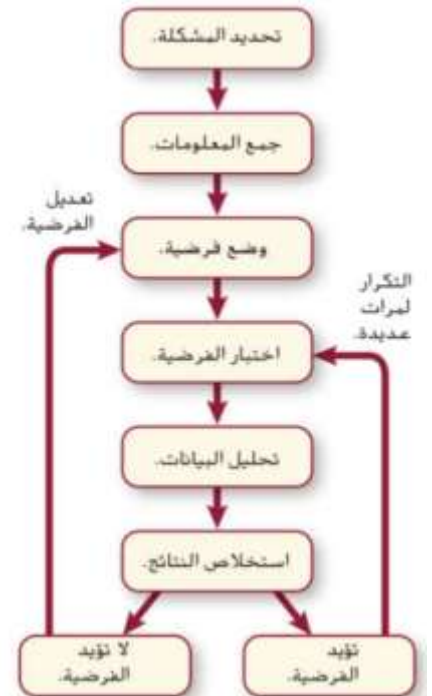 تحديد المشكلة.
جمع المعلومات.
تعديل
الفرضية.
وضع فرضية.
التكرار
لمرات
عديدة.
اختبار الفرضية.
تحليل البيانات.
استخلاص النتائج.
تؤيد
الفرضية.
لا تؤيد
الفرضية.